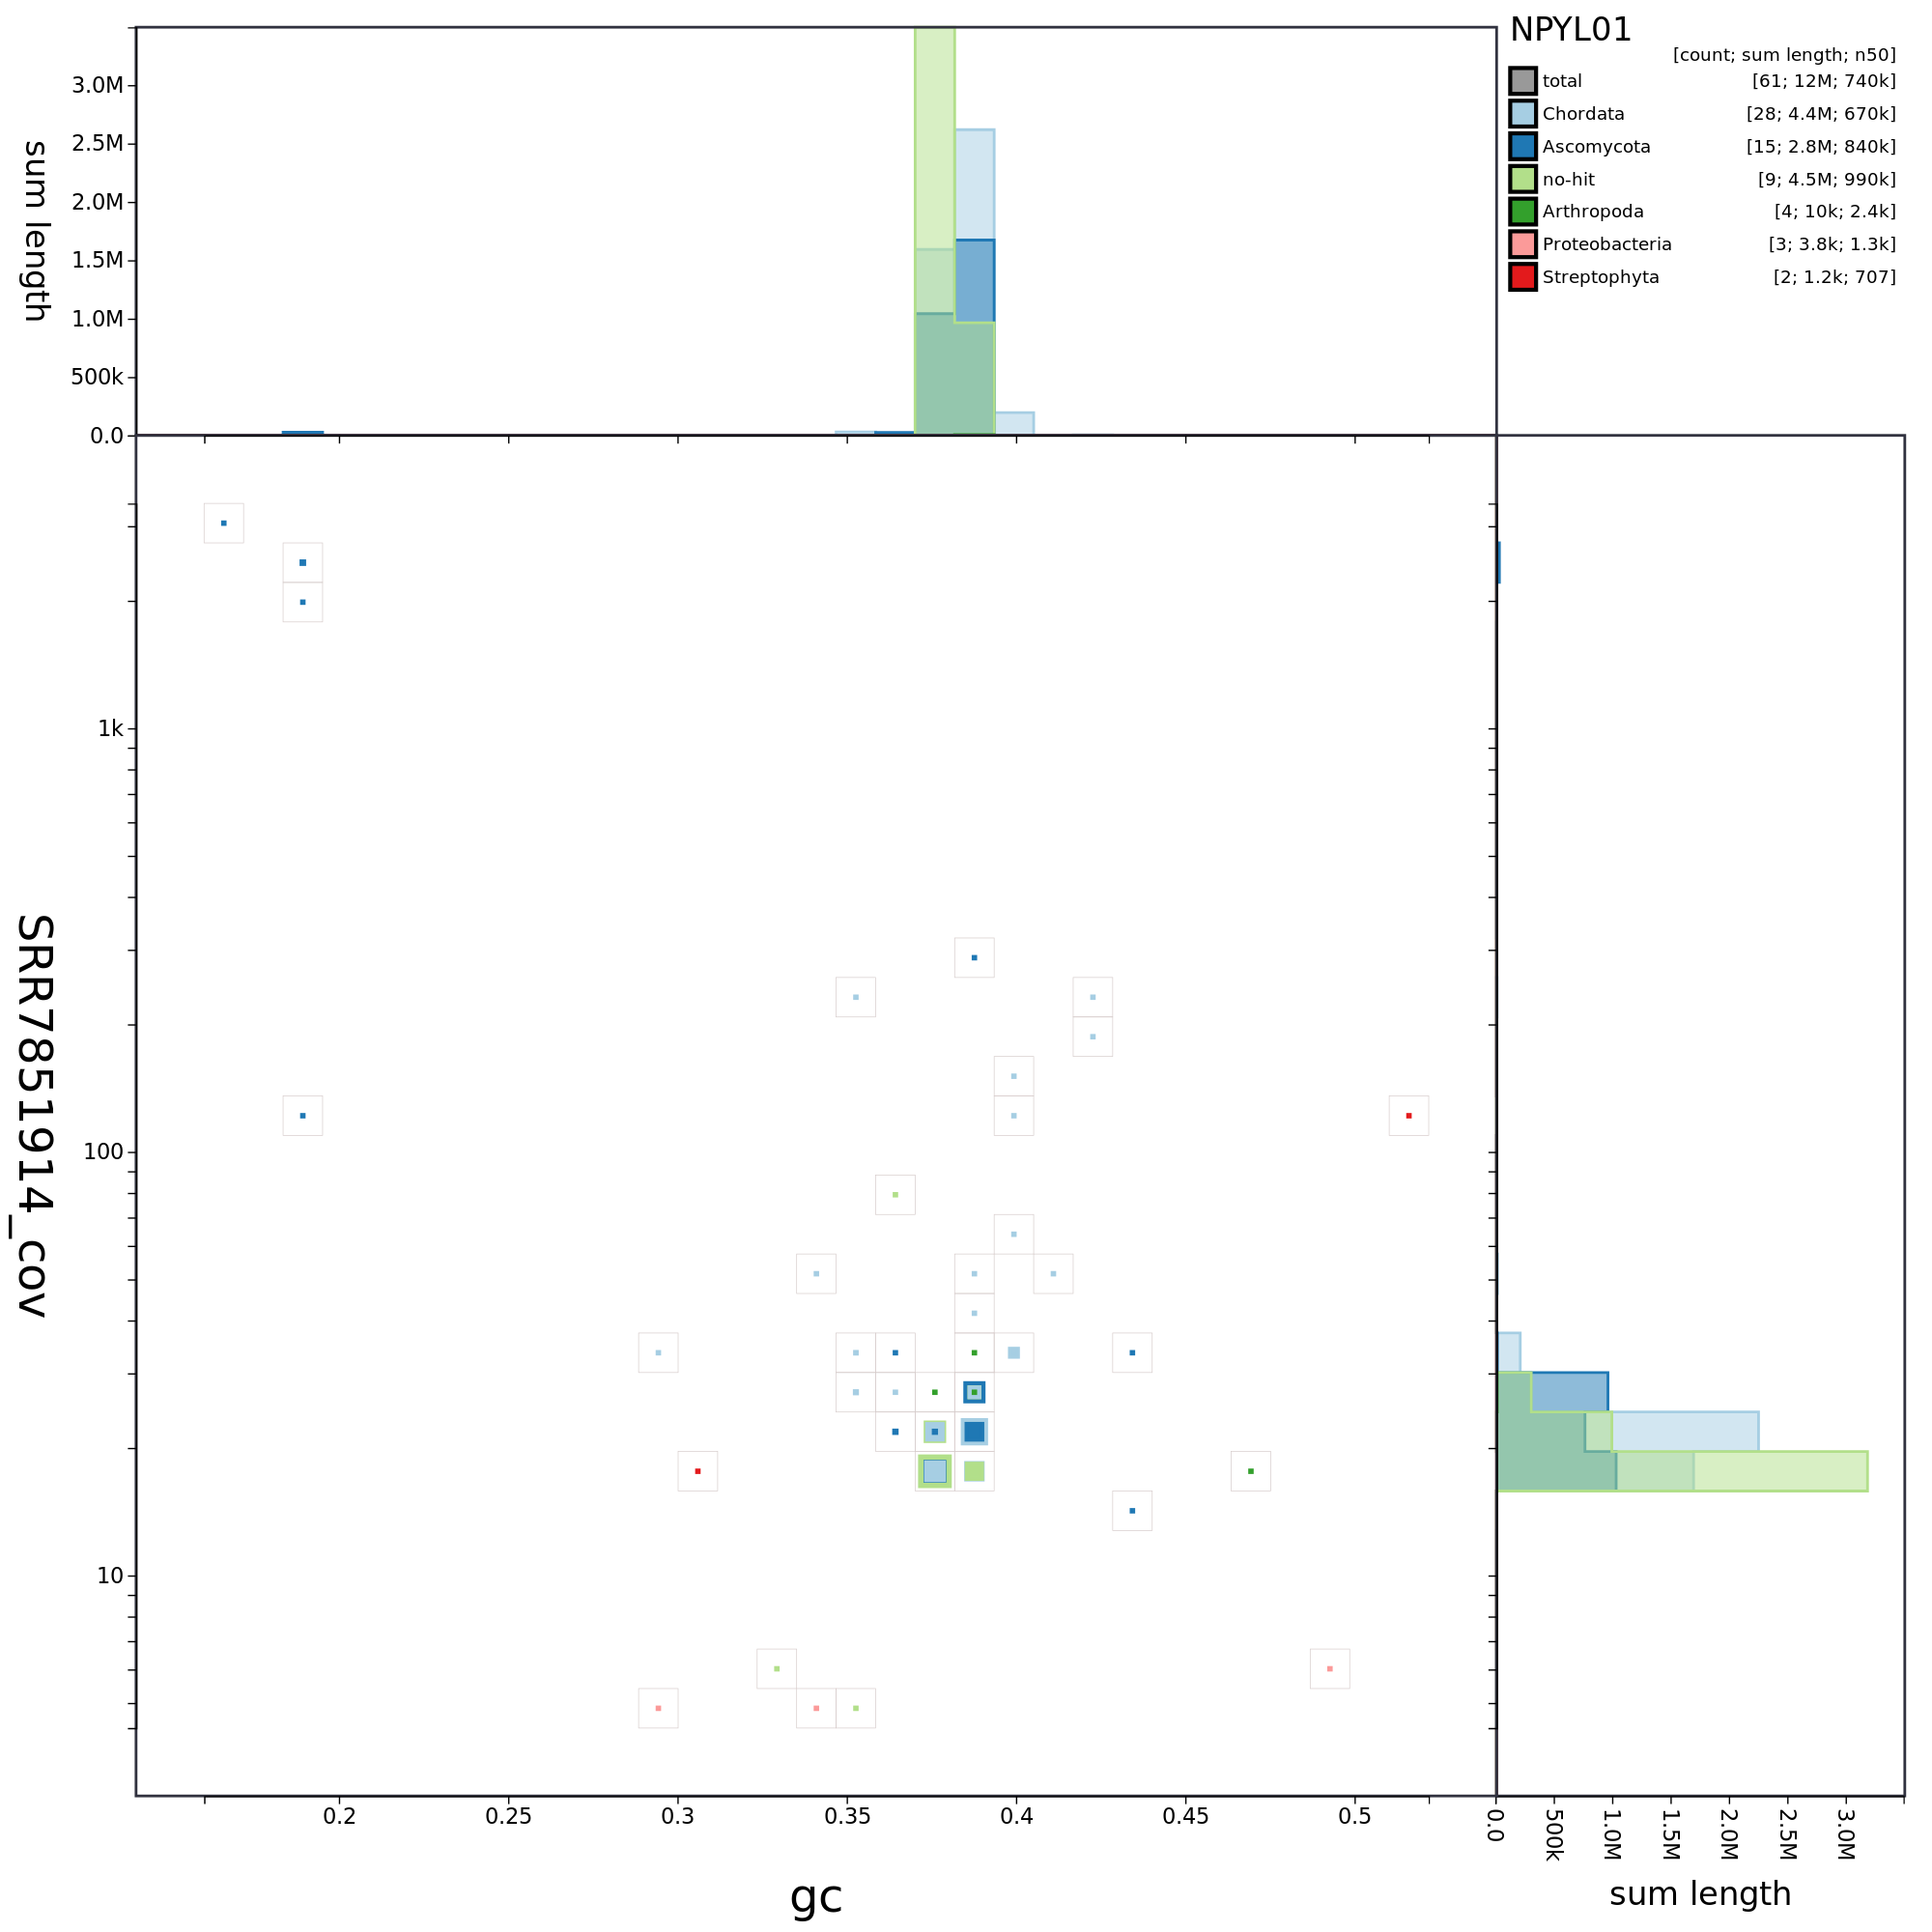 NPYL01
[count; sum length; n50]
total [61; 12M; 740k]
Chordata [28; 4.4M; 670k]
Ascomycota [15; 2.8M; 840k]
no-hit [9; 4.5M; 990k]
Arthropoda [4; 10k; 2.4k]
Proteobacteria [3; 3.8k; 1.3k]
Streptophyta [2; 1.2k; 707]
sum length
3.0M
2.5M
2.0M
1.5M
1.0M
500k
0.0
SRR7851914_cov
1k
100
10
0.2 0.25 0.3 0.35 0.4 0.45 0.5
gc
0.0 500k 1.0M 1.5M 2.0M 2.5M 3.0M
sum length